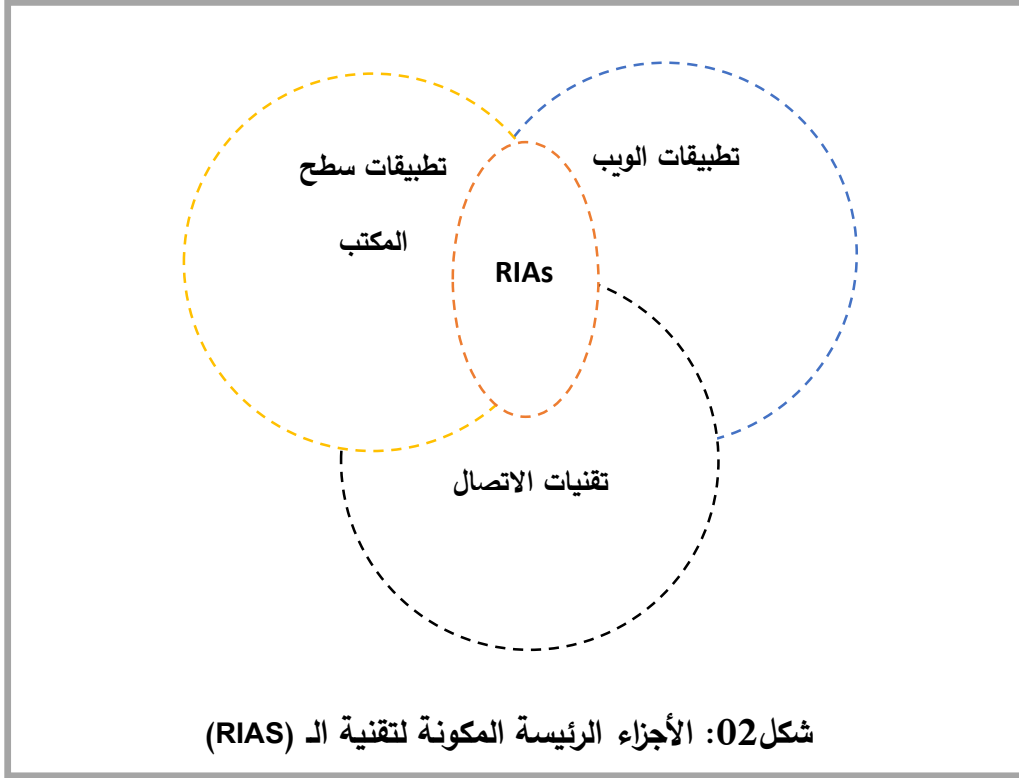 تطبيقات الويب
تطبيقات سطح
المكتب
RIAs
تقنيات الاتصال
شكل02: الأجزاء الرئيسة المكونة لتقنية الـ (RIAS)